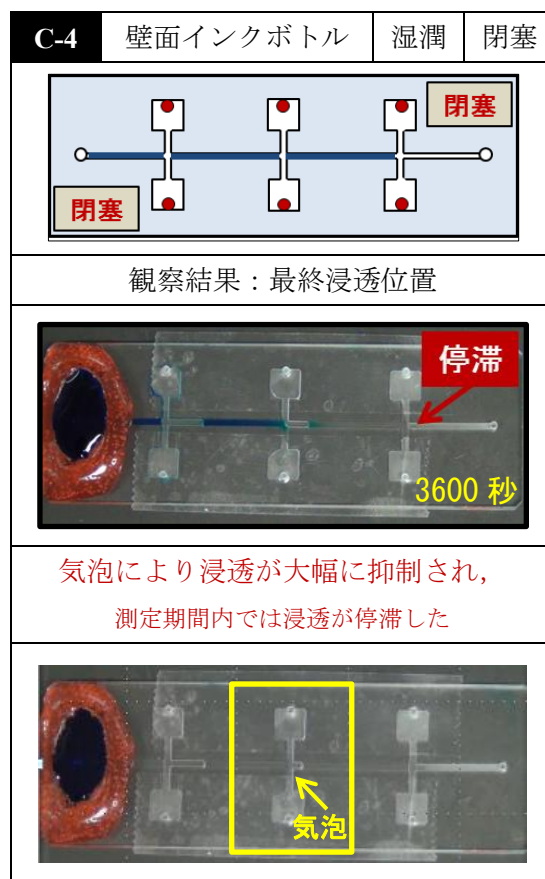 C-4 壁面インクボトル 湿潤 閉塞
閉塞
閉塞
観察結果：最終浸透位置
停滞
3600 秒
気泡により浸透が大幅に抑制され，
測定期間内では浸透が停滞した
気泡